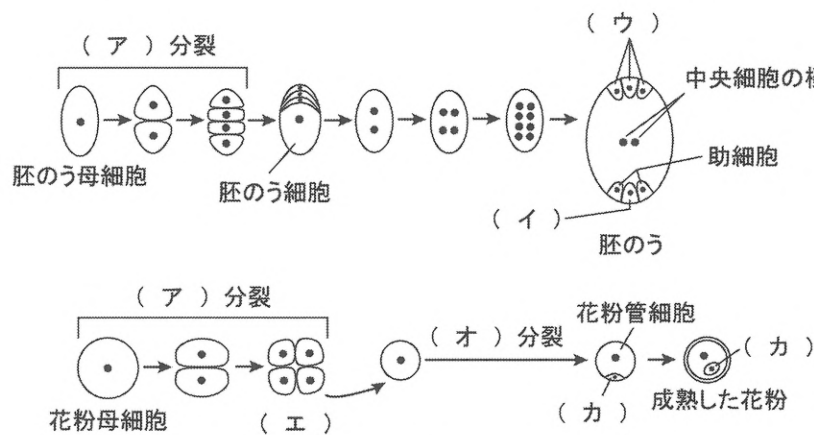 ( ア ) 分裂
( ウ )
中央細胞の極
胚のう母細胞
胚のう細胞
助細胞
( イ )
胚のう
( ア ) 分裂
花粉管細胞
( オ ) 分裂
( カ )
花粉母細胞
( エ )
( カ )
成熟した花粉